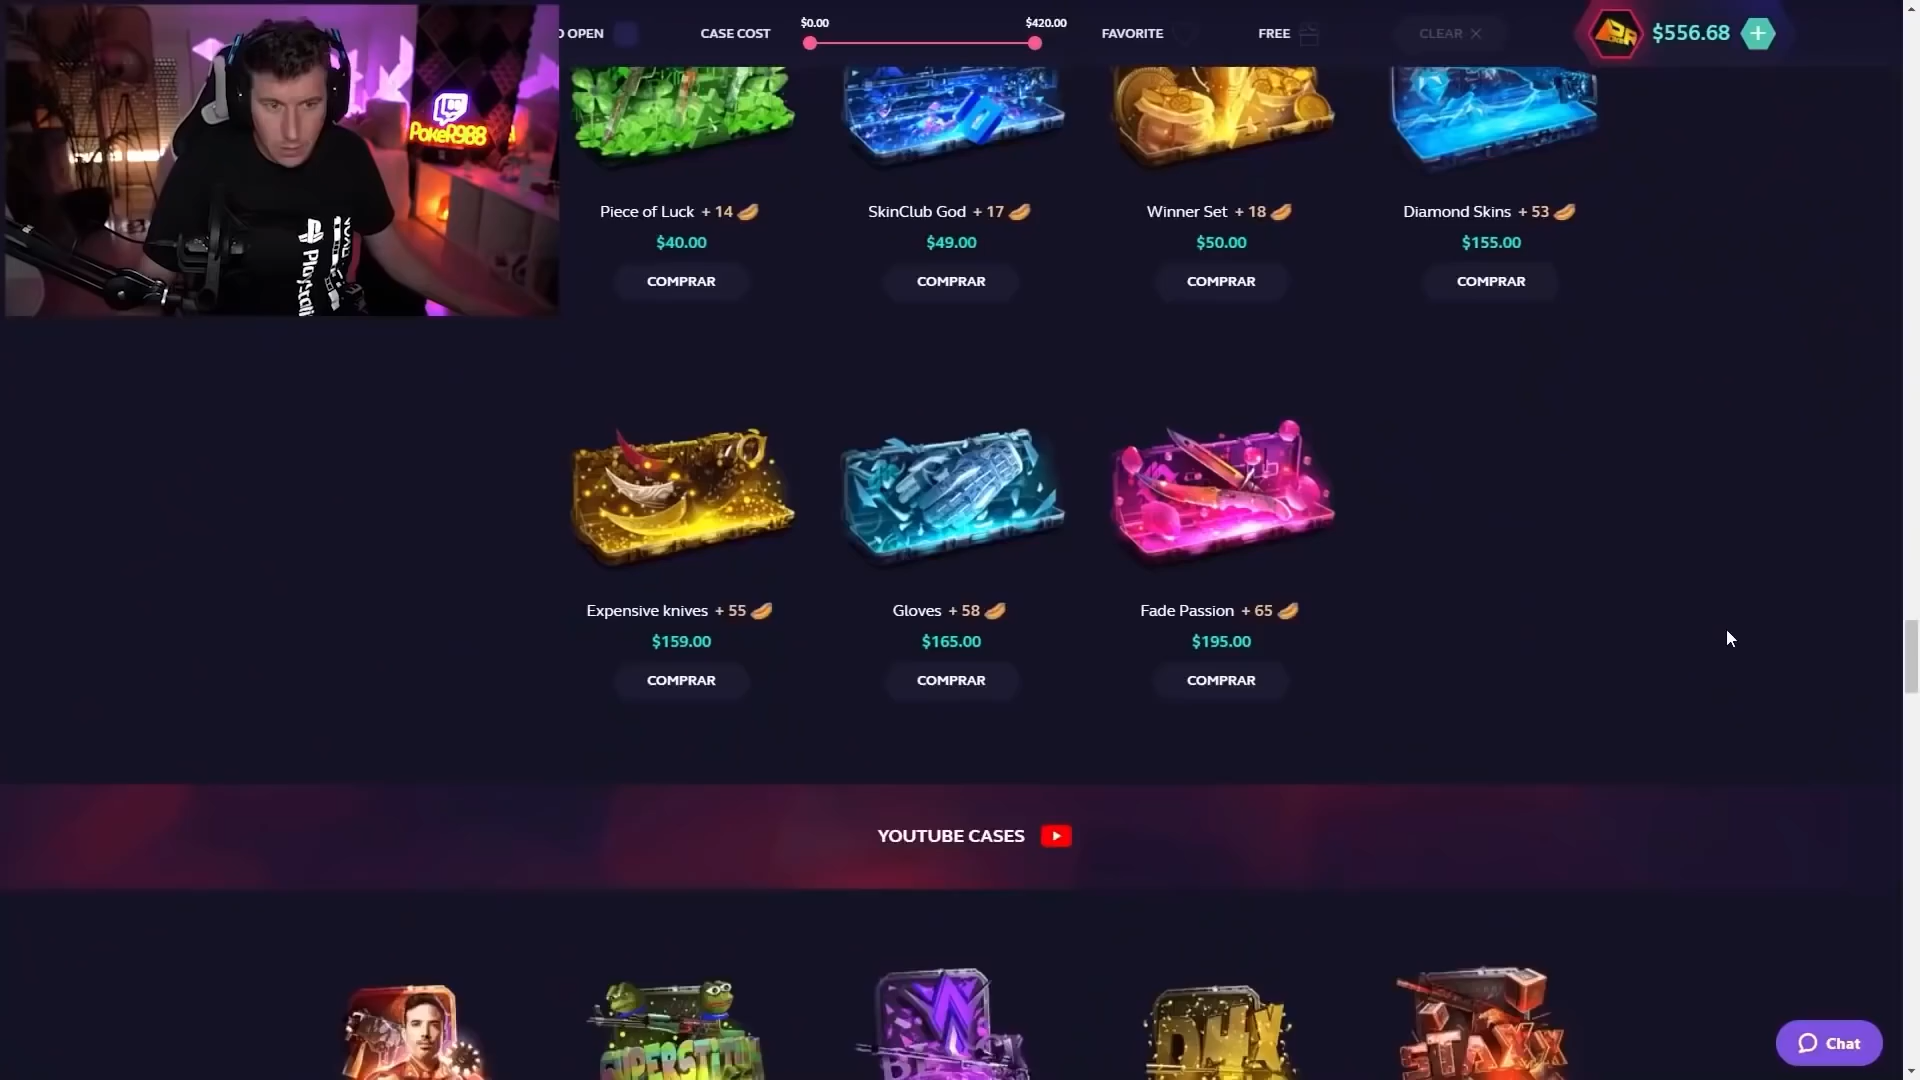 OPEN
CASE COST
$0.00
$420.00
FAVORITE
FREE
CLEAR
$556.68
PokeR988
Piece of Luck + 14
SkinClub God + 17
Winner Set + 18
Diamond Skins + 53
$40.00
$49.00
$50.00
$155.00
COMPRAR
COMPRAR
COMPRAR
COMPRAR
Expensive knives + 55
Gloves + 58
Fade Passion + 65
$159.00
$165.00
$195.00
COMPRAR
COMPRAR
COMPRAR
YOUTUBE CASES
STAXX
Chat